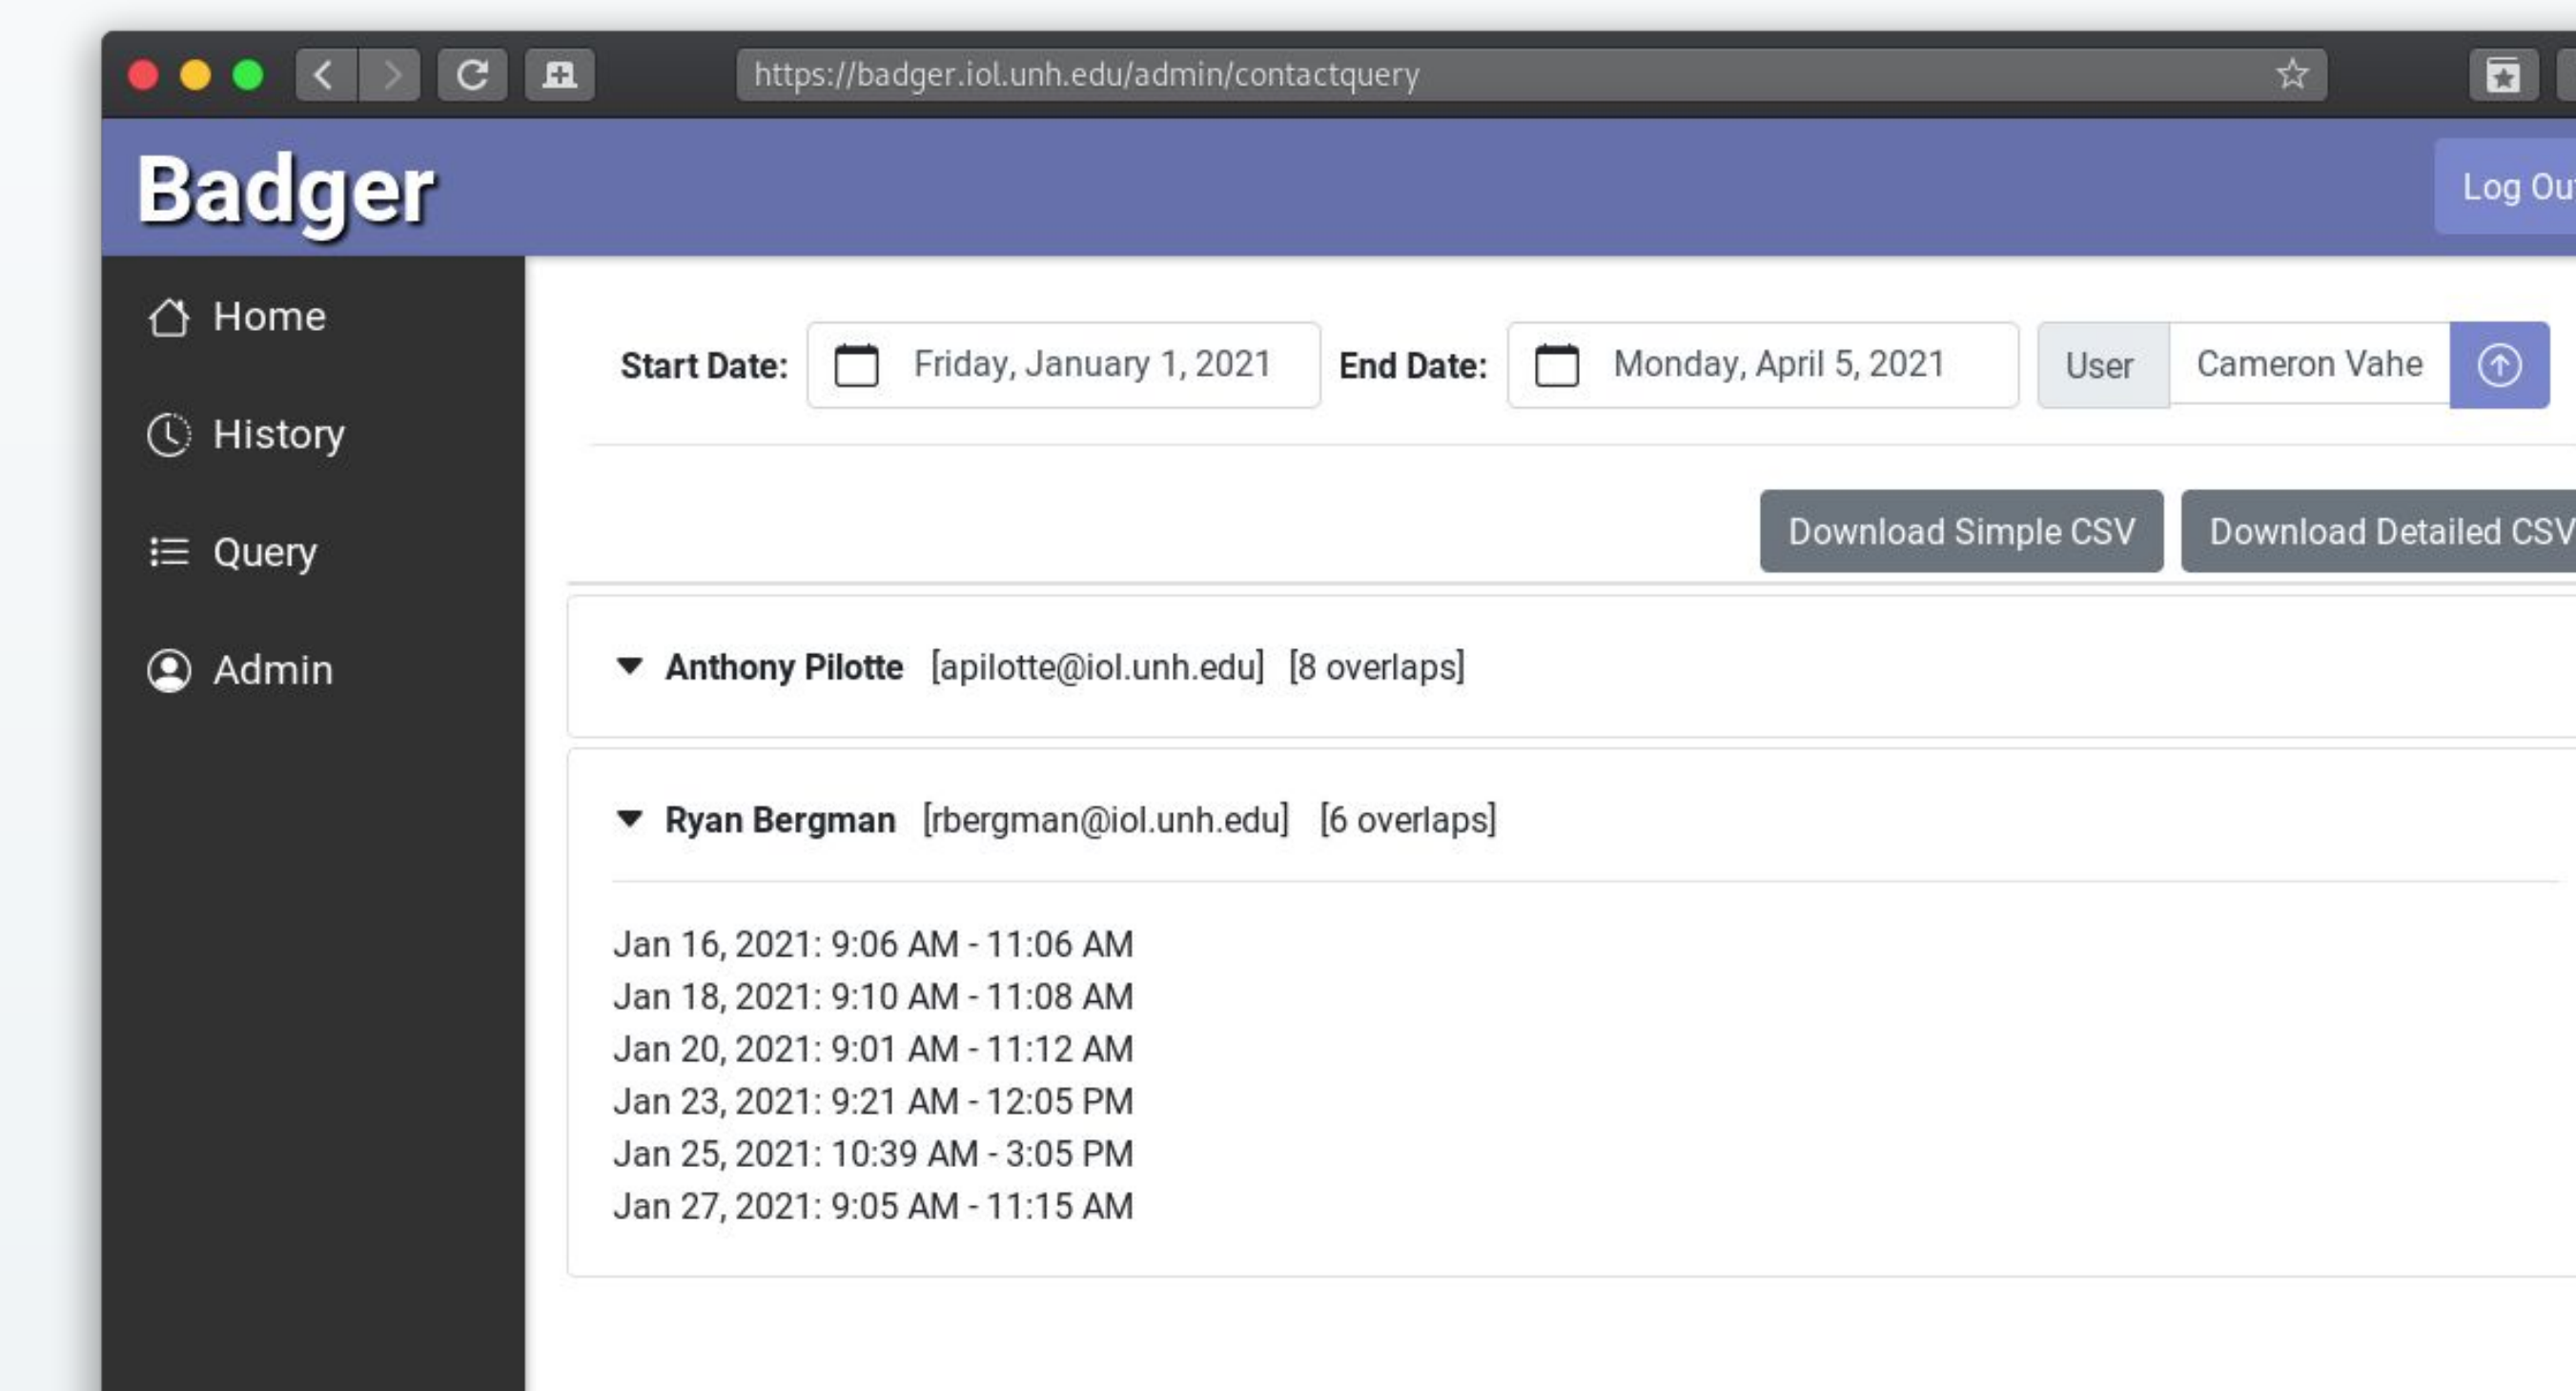 https://badger.iol.unh.edu/admin/contactquery
Badger
Log Out
Home
History
Query
Admin
Start Date: Friday, January 1, 2021 End Date: Monday, April 5, 2021 User Cameron Vahe
Download Simple CSV Download Detailed CSV
Anthony Pilotte [apilotte@iol.unh.edu] [8 overlaps]
Ryan Bergman [rbergman@iol.unh.edu] [6 overlaps]
Jan 16, 2021: 9:06 AM - 11:06 AM
Jan 18, 2021: 9:10 AM - 11:08 AM
Jan 20, 2021: 9:01 AM - 11:12 AM
Jan 23, 2021: 9:21 AM - 12:05 PM
Jan 25, 2021: 10:39 AM - 3:05 PM
Jan 27, 2021: 9:05 AM - 11:15 AM